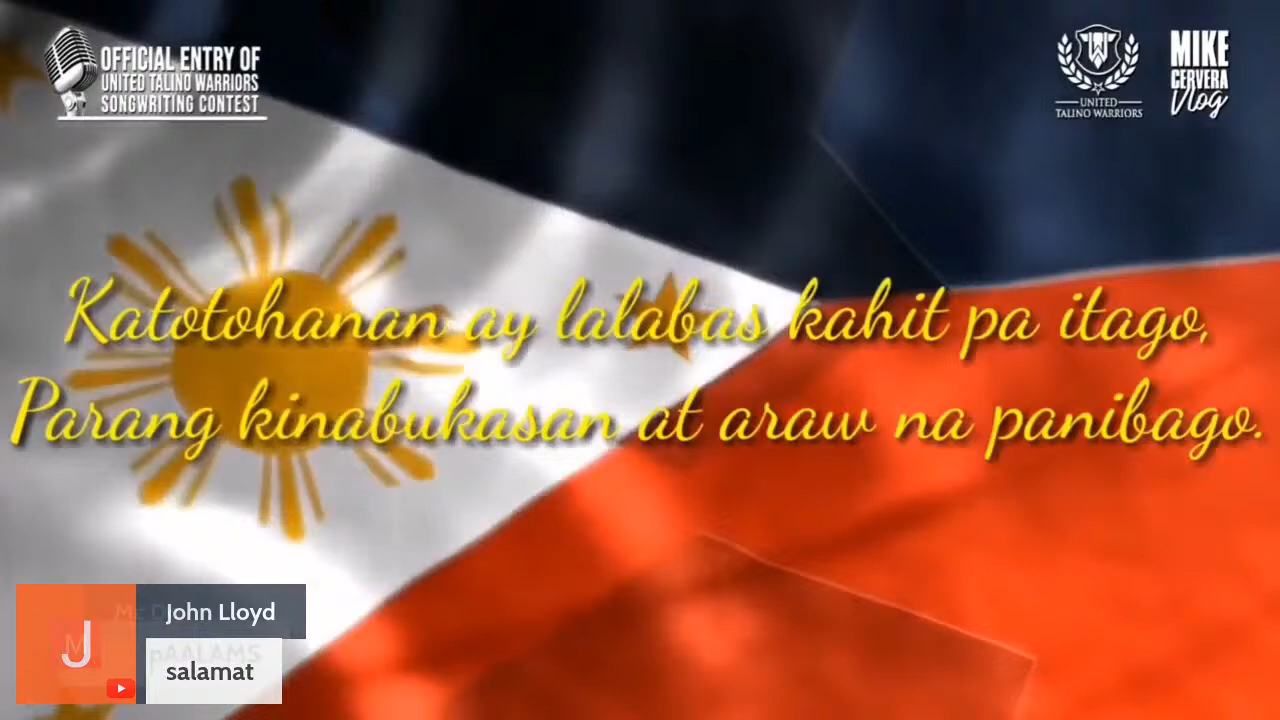 OFFICIAL ENTRY OF
UNITED TALINO WARRIORS
SONGWRITING CONTEST
UNITED
TALINO WARRIORS
MIKE
CERVERA
Vlog
Katotohanan ay lalabas kahit pa itago,
Parang kinabukasan at araw na panibago.
J
John Lloyd
salamat